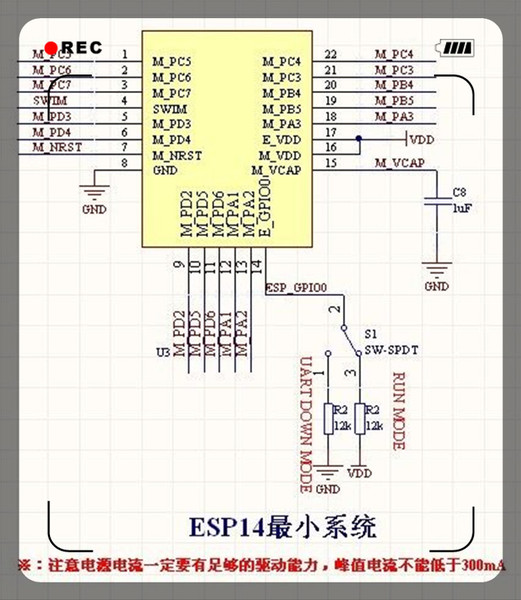 REC
M_PC5 1 M_PC5 M_PC4 22 M_PC4
M_PC6 2 M_PC6 M_PC3 21 M_PC3
M_PC7 3 M_PC7 M_PB4 20 M_PB4
SWIM 4 SWIM M_PB5 19 M_PB5
M_PD3 5 M_PD3 M_PA3 18 M_PA3
M_PD4 6 M_PD4 E_VDD 17 VDD
M_NRST 7 M_NRST M_VDD 16
8 GND M_VCAP 15 M_VCAP
GND
C8
1uF
GND
M_PD2 M_PD5 M_PD6 M_PA1 M_PA2 E_GPIO0
9 10 11 12 13 14
ESP_GPIO0
M_PD2 M_PD5 M_PD6 M_PA1 M_PA2
U3
2
S1
SW-SPDT
1 3
UART DOWN MODE
RUN MODE
R2 R2
12k 12k
GND VDD
ESP14最小系统
※：注意电源电流一定要有足够的驱动能力，峰值电流不能低于300mA